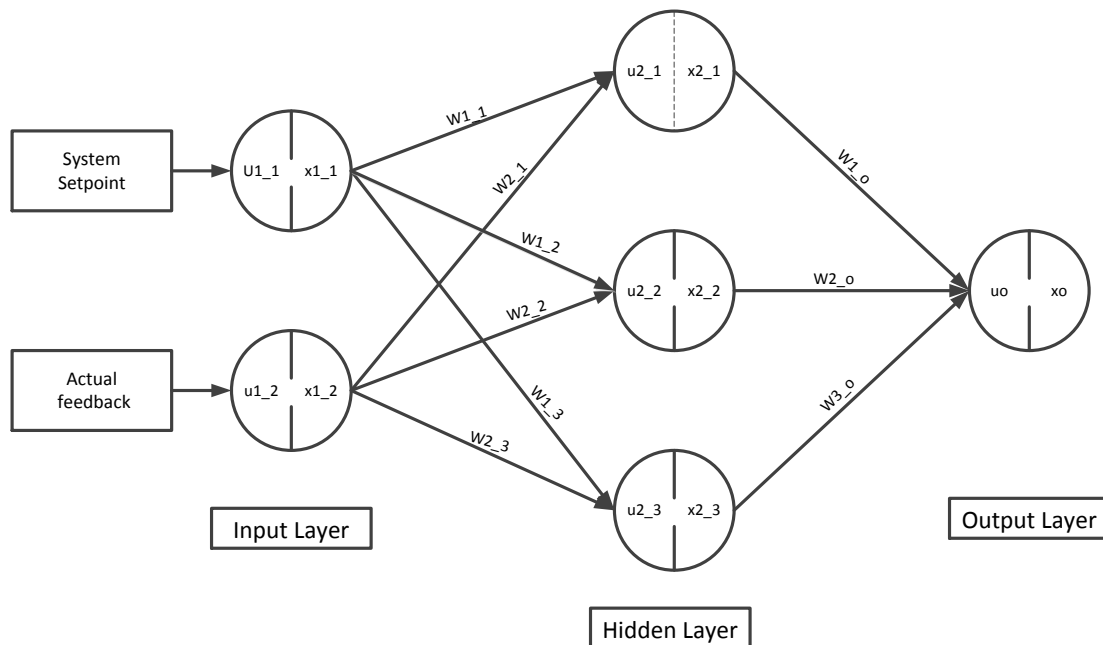 System
Setpoint
U1_1
x1_1
W1_1
W2_1
W1_2
W2_2
W1_3
W2_3
u2_1
x2_1
W1_o
u2_2
x2_2
W2_o
uo
xo
Actual
feedback
u1_2
x1_2
u2_3
x2_3
W3_o
Input Layer
Output Layer
Hidden Layer